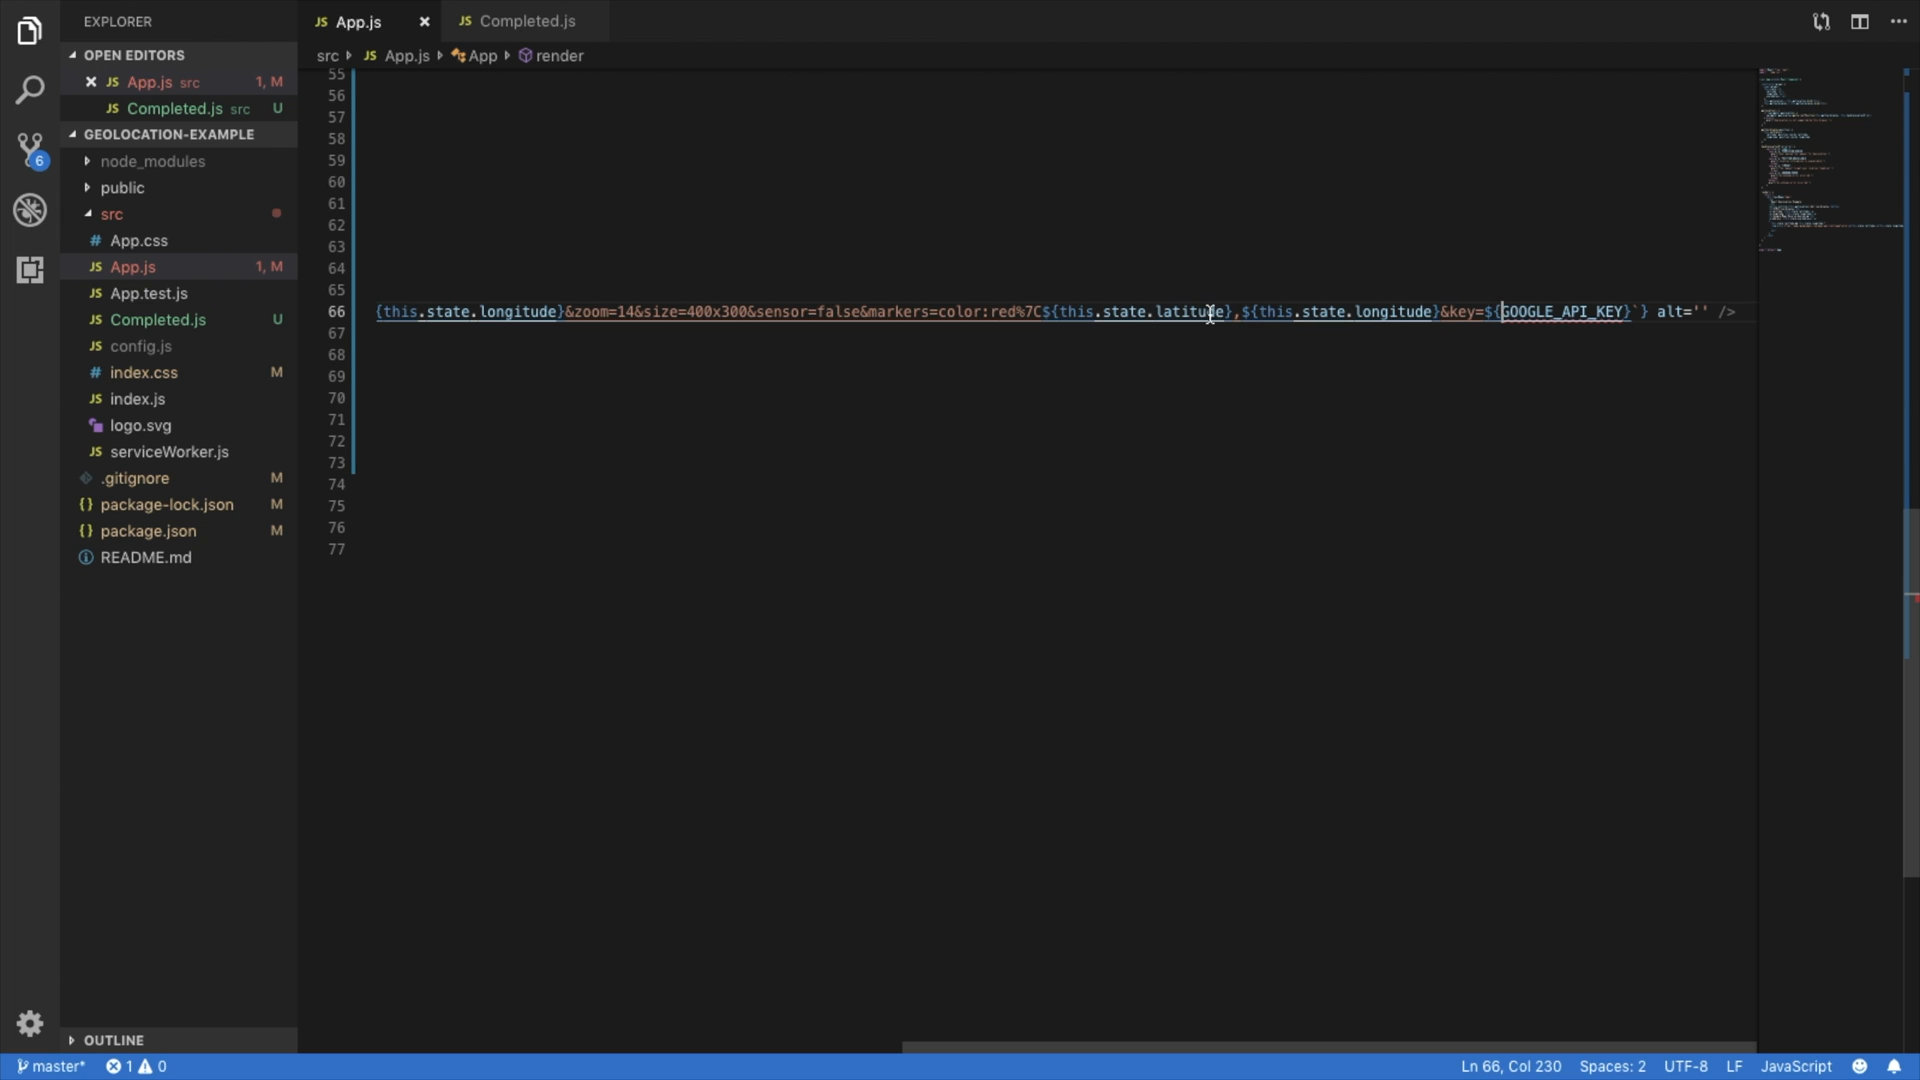 EXPLORER
OPEN EDITORS
App.js src 1, M
Completed.js src U
GEOLOCATION-EXAMPLE
node_modules
public
src
App.css
App.js 1, M
App.test.js
Completed.js U
config.js
index.css M
index.js
logo.svg
serviceWorker.js
.gitignore M
package-lock.json M
package.json M
README.md
OUTLINE
6
App.js
Completed.js
src App.js App render
55
56
57
58
59
60
61
62
63
64
65
66 {this.state.longitude}&zoom=14&size=400x300&sensor=false&markers=color:red%7C${this.state.latitude},${this.state.longitude}&key=${GOOGLE_API_KEY}`} alt='' />
67
68
69
70
71
72
73
74
75
76
77
master* 1 0 Ln 66, Col 230 Spaces: 2 UTF-8 LF JavaScript